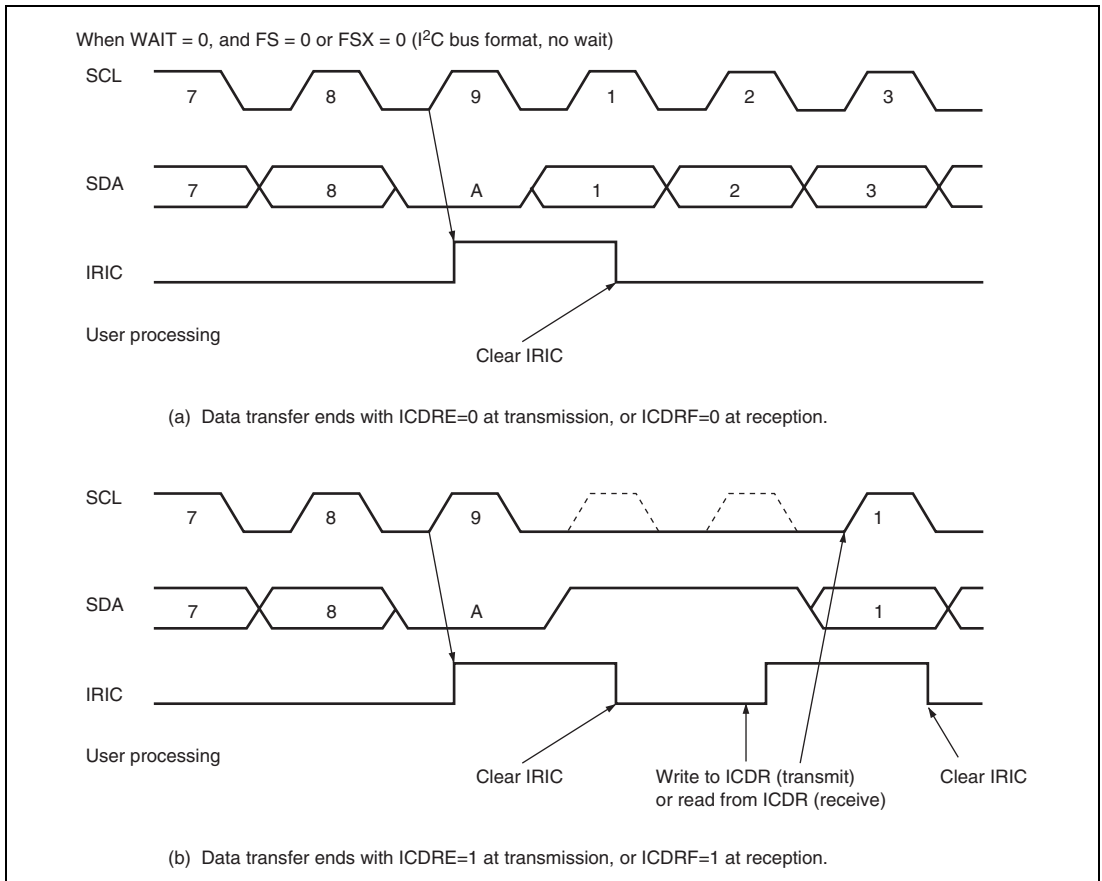 When WAIT = 0, and FS = 0 or FSX = 0 (I²C bus format, no wait)
SCL
7 8 9 1 2 3
SDA
7 8 A 1 2 3
IRIC
User processing
Clear IRIC
(a) Data transfer ends with ICDRE=0 at transmission, or ICDRF=0 at reception.
SCL
7 8 9 1
SDA
7 8 A 1
IRIC
User processing
Clear IRIC
Write to ICDR (transmit)
or read from ICDR (receive)
Clear IRIC
(b) Data transfer ends with ICDRE=1 at transmission, or ICDRF=1 at reception.